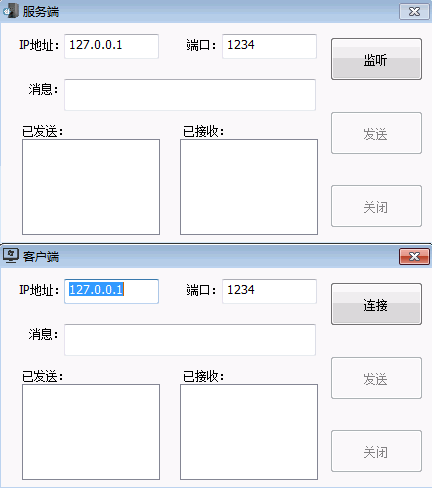 服务端
IP地址： 127.0.0.1 端口： 1234 监听
消息：
发送
已发送： 已接收：
关闭
客户端
IP地址： 127.0.0.1 端口： 1234 连接
消息：
发送
已发送： 已接收：
关闭